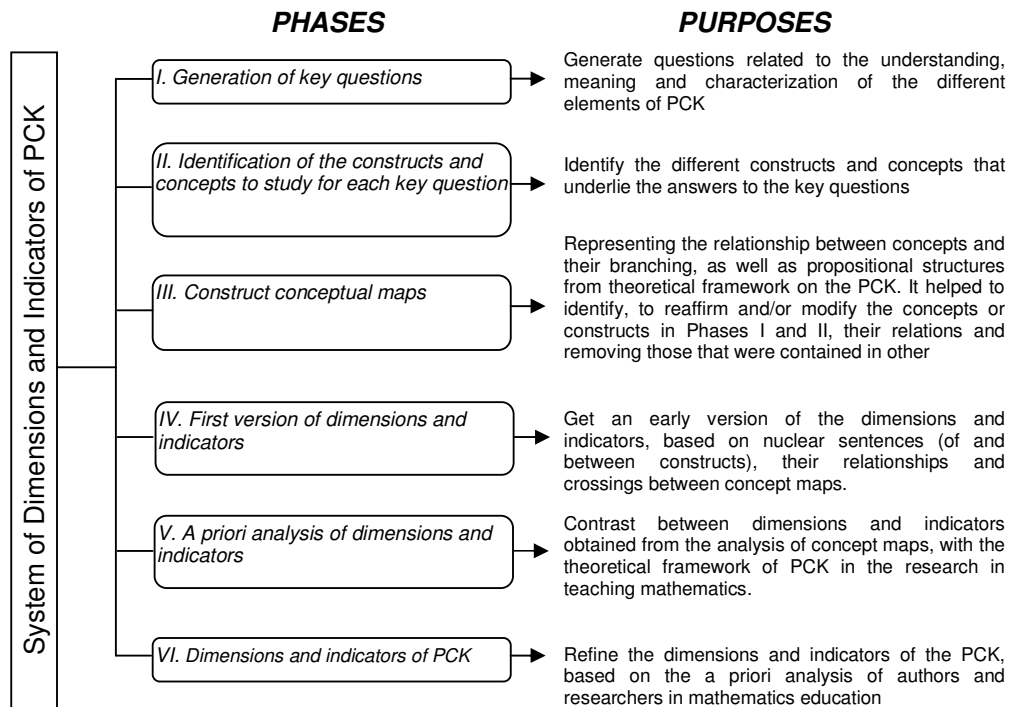 PHASES
PURPOSES
System of Dimensions and Indicators of PCK
I. Generation of key questions
Generate questions related to the understanding,
meaning and characterization of the different
elements of PCK
II. Identification of the constructs and
concepts to study for each key question
Identify the different constructs and concepts that
underlie the answers to the key questions
III. Construct conceptual maps
Representing the relationship between concepts and
their branching, as well as propositional structures
from theoretical framework on the PCK. It helped to
identify, to reaffirm and/or modify the concepts or
constructs in Phases I and II, their relations and
removing those that were contained in other
IV. First version of dimensions and
indicators
Get an early version of the dimensions and
indicators, based on nuclear sentences (of and
between constructs), their relationships and
crossings between concept maps.
V. A priori analysis of dimensions and
indicators
Contrast between dimensions and indicators
obtained from the analysis of concept maps, with the
theoretical framework of PCK in the research in
teaching mathematics.
VI. Dimensions and indicators of PCK
Refine the dimensions and indicators of the PCK,
based on the a priori analysis of authors and
researchers in mathematics education